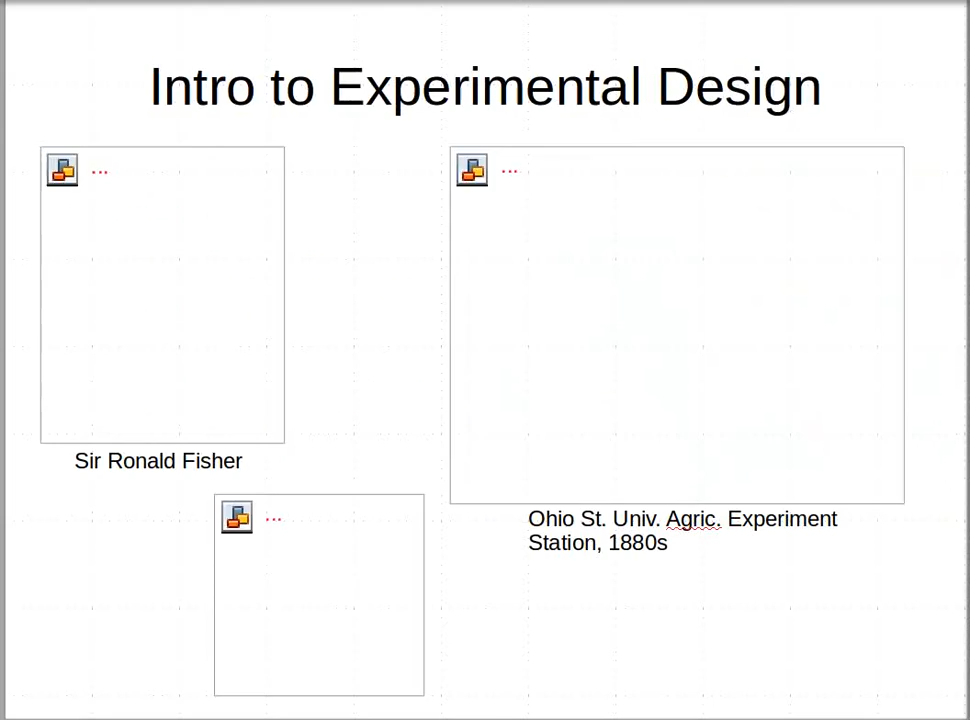 Intro to Experimental Design
...
...
Sir Ronald Fisher
...
Ohio St. Univ. Agric. Experiment
Station, 1880s